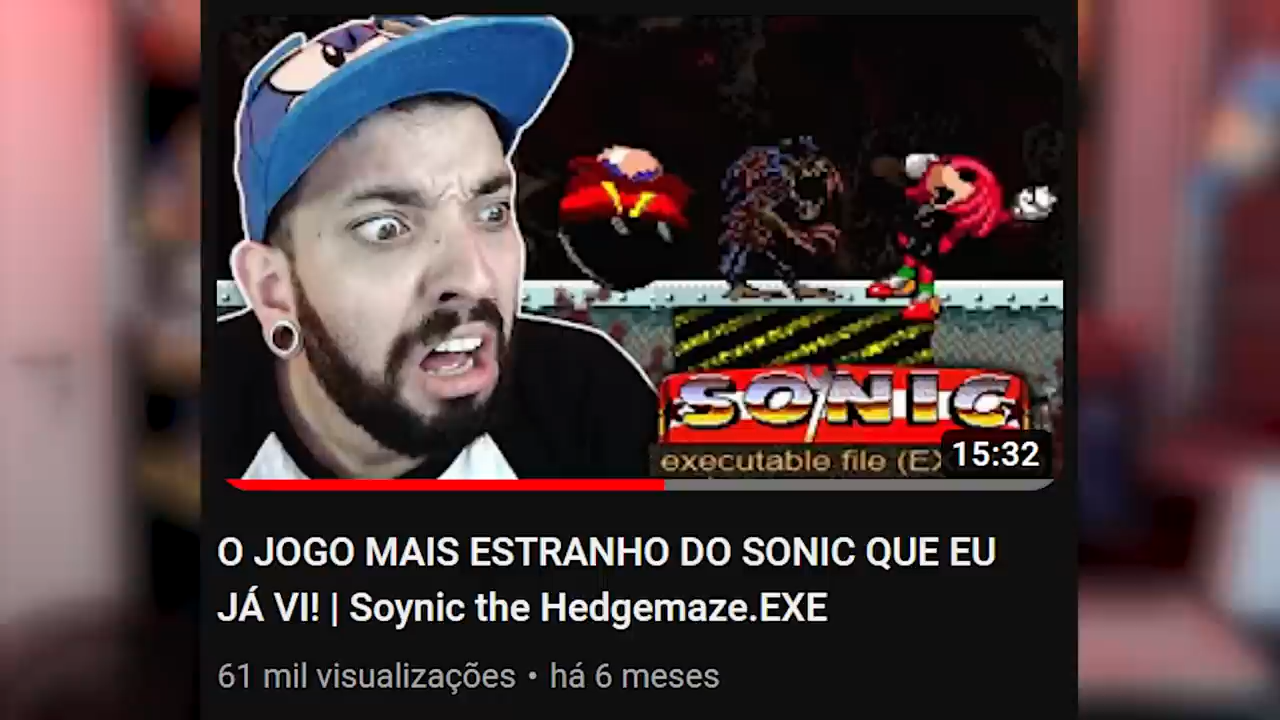 SONIC
executable file (EX
15:32
O JOGO MAIS ESTRANHO DO SONIC QUE EU
JÁ VI! | Soynic the Hedgemaze.EXE
61 mil visualizações • há 6 meses